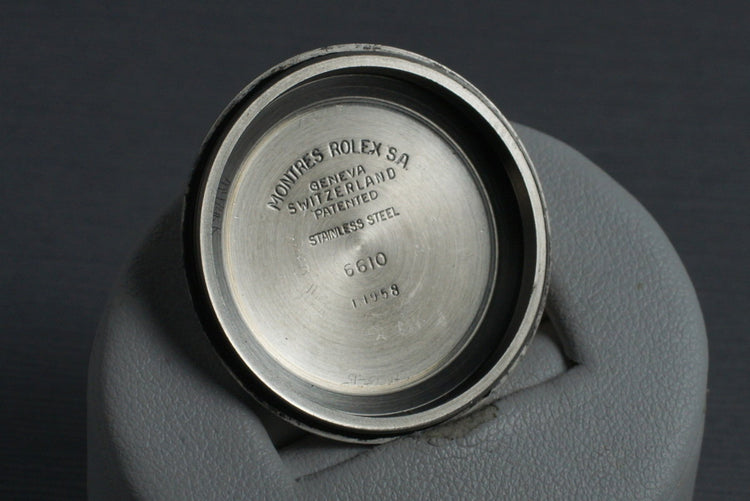 MONTRES ROLEX S.A.
GENEVA
SWITZERLAND
PATENTED
STAINLESS STEEL
6610
I 1958